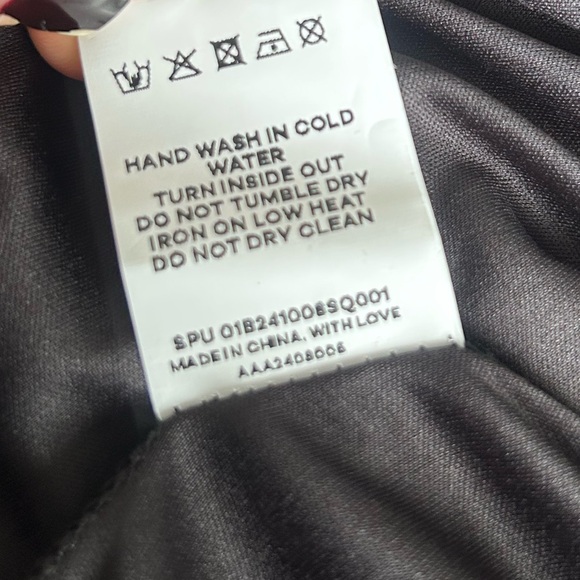 HAND WASH IN COLD
WATER
TURN INSIDE OUT
DO NOT TUMBLE DRY
IRON ON LOW HEAT
DO NOT DRY CLEAN
SPU 01B241006SQ001
MADE IN CHINA, WITH LOVE
AAA2408006